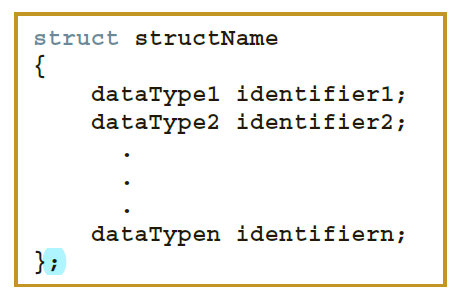 struct structName
{
dataType1 identifier1;
dataType2 identifier2;
.
.
.
dataTypen identifiern;
};